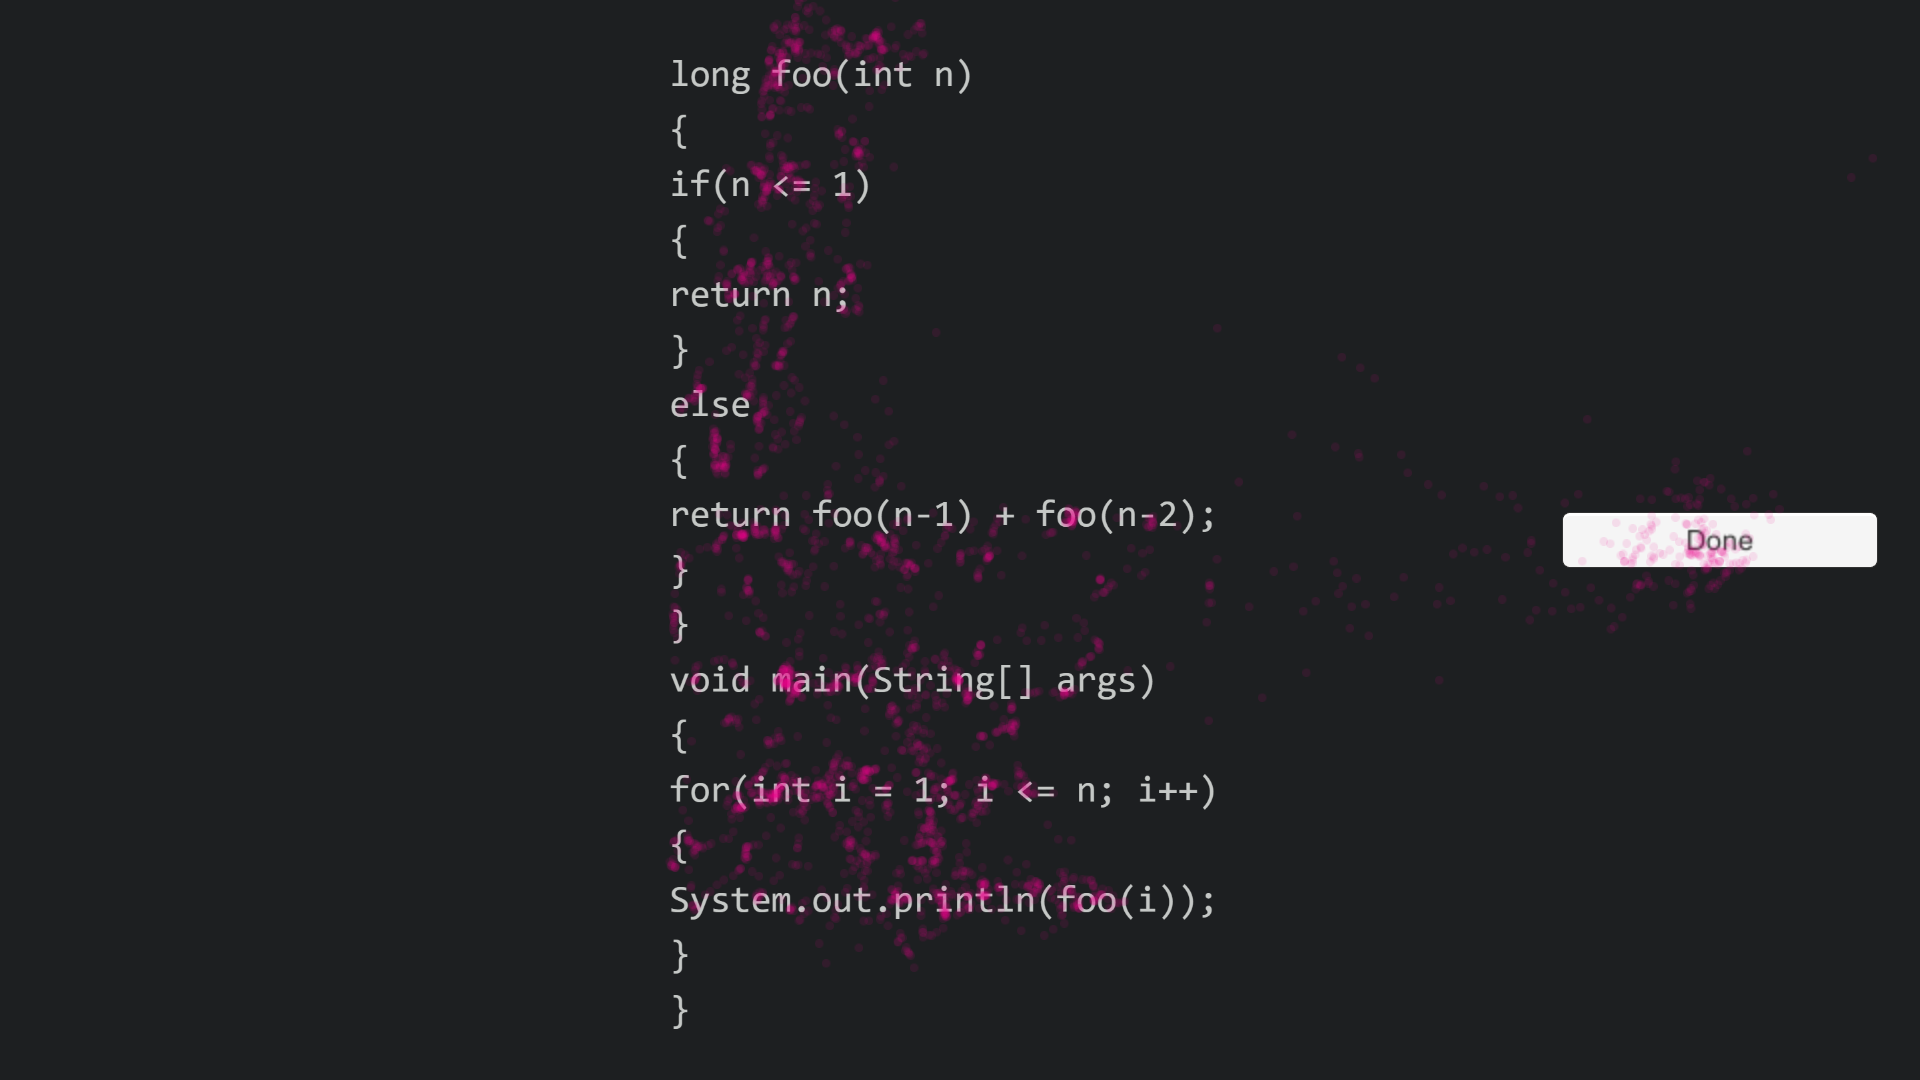 long foo(int n)
{
if(n <= 1)
{
return n;
}
else
{
return foo(n-1) + foo(n-2);
}
}
void main(String[] args)
{
for(int i = 1; i <= n; i++)
{
System.out.println(foo(i));
}
}
Done